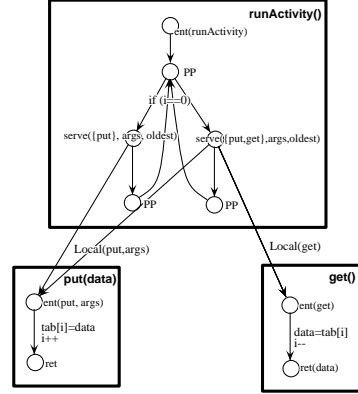 runActivity()
ent(runActivity)
PP
if (i==0)
serve({put}, args, oldest)
serve({put,get},args,oldest)
PP
PP
Local(put,args)
Local(get)
put(data)
get()
ent(put, args)
ent(get)
tab[i]=data
i++
data=tab[i]
i--
ret
ret(data)